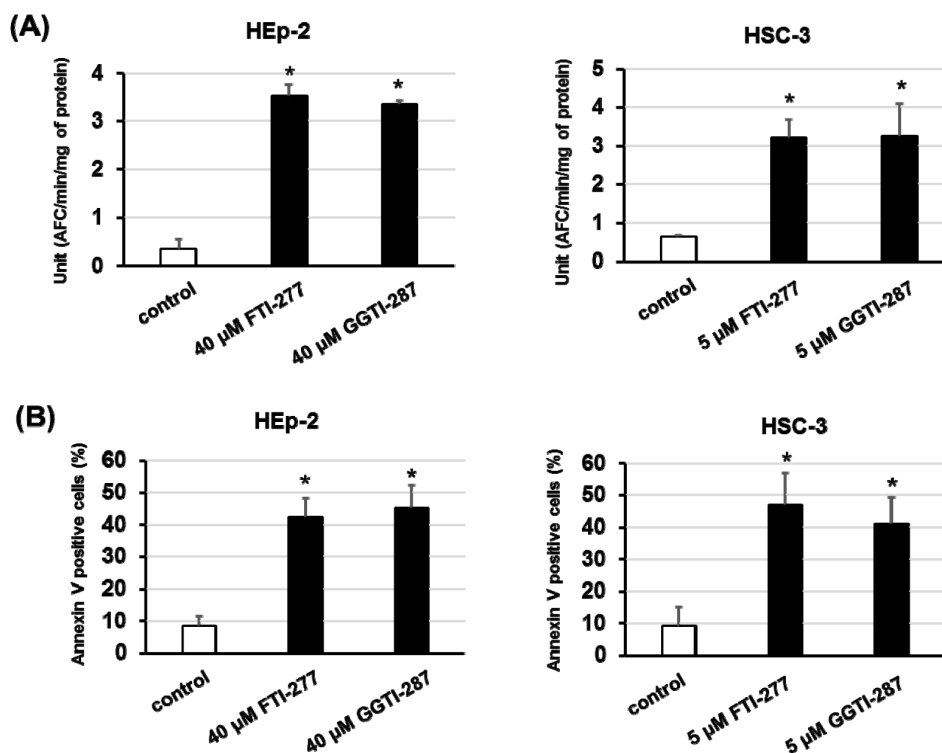 (A)
HEp-2
Unit (AFC/min/mg of protein)
4
3
2
1
0
control
40 µM FTI-277
40 µM GGTI-287
HSC-3
Unit (AFC/min/mg of protein)
5
4
3
2
1
0
control
5 µM FTI-277
5 µM GGTI-287
* *
* *
(B)
HEp-2
Annexin V positive cells (%)
60
50
40
30
20
10
0
control
40 µM FTI-277
40 µM GGTI-287
HSC-3
Annexin V positive cells (%)
60
50
40
30
20
10
0
control
5 µM FTI-277
5 µM GGTI-287
* *
* *